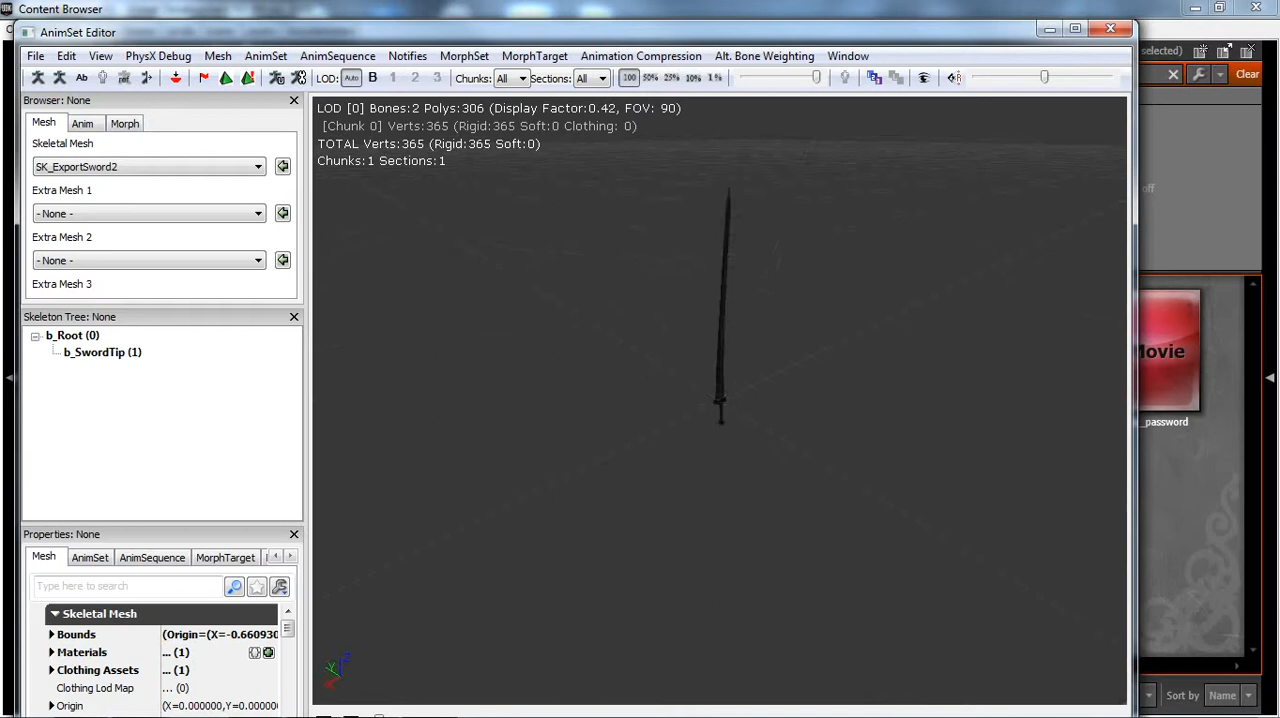 Content Browser
AnimSet Editor
File Edit View PhysX Debug Mesh AnimSet AnimSequence Notifies MorphSet MorphTarget Animation Compression Alt. Bone Weighting Window
selected)
Ab LOD: Auto B 1 2 3 Chunks: All Sections: All 100 50% 25% 10% 1%
Clear
Browser: None
Mesh Anim Morph
Skeletal Mesh
SK_ExportSword2
Extra Mesh 1
- None -
Extra Mesh 2
- None -
Extra Mesh 3
Skeleton Tree: None
b_Root (0)
b_SwordTip (1)
Properties: None
Mesh AnimSet AnimSequence MorphTarget
Type here to search
Skeletal Mesh
Bounds (Origin=(X=-0.660930
Materials ... (1)
Clothing Assets ... (1)
Clothing Lod Map ... (0)
Origin (X=0.000000,Y=0.000000
LOD [0] Bones:2 Polys:306 (Display Factor:0.42, FOV: 90)
[Chunk 0] Verts:365 (Rigid:365 Soft:0 Clothing: 0)
TOTAL Verts:365 (Rigid:365 Soft:0)
Chunks:1 Sections:1
Z
Y
off
Movie
_password
Sort by Name